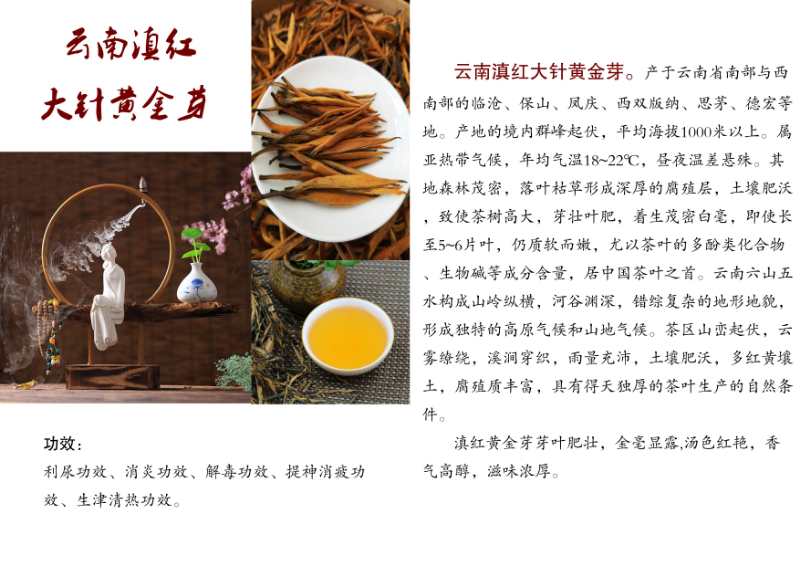 云南滇红
大针黄金芽
功效：
利尿功效、消炎功效、解毒功效、提神消疲功
效、生津清热功效。
云南滇红大针黄金芽。产于云南省南部与西
南部的临沧、保山、凤庆、西双版纳、思茅、德宏等
地。产地的境内群峰起伏，平均海拔1000米以上。属
亚热带气候，年均气温18~22℃，昼夜温差悬殊。其
地森林茂密，落叶枯草形成深厚的腐殖层，土壤肥沃
，致使茶树高大，芽壮叶肥，着生茂密白毫，即使长
至5~6片叶，仍质软而嫩，尤以茶叶的多酚类化合物
、生物碱等成分含量，居中国茶叶之首。云南六山五
水构成山岭纵横，河谷渊深，错综复杂的地形地貌，
形成独特的高原气候和山地气候。茶区山峦起伏，云
雾缭绕，溪涧穿织，雨量充沛，土壤肥沃，多红黄壤
土，腐殖质丰富，具有得天独厚的茶叶生产的自然条
件。
滇红黄金芽芽叶肥壮，金毫显露,汤色红艳，香
气高醇，滋味浓厚。